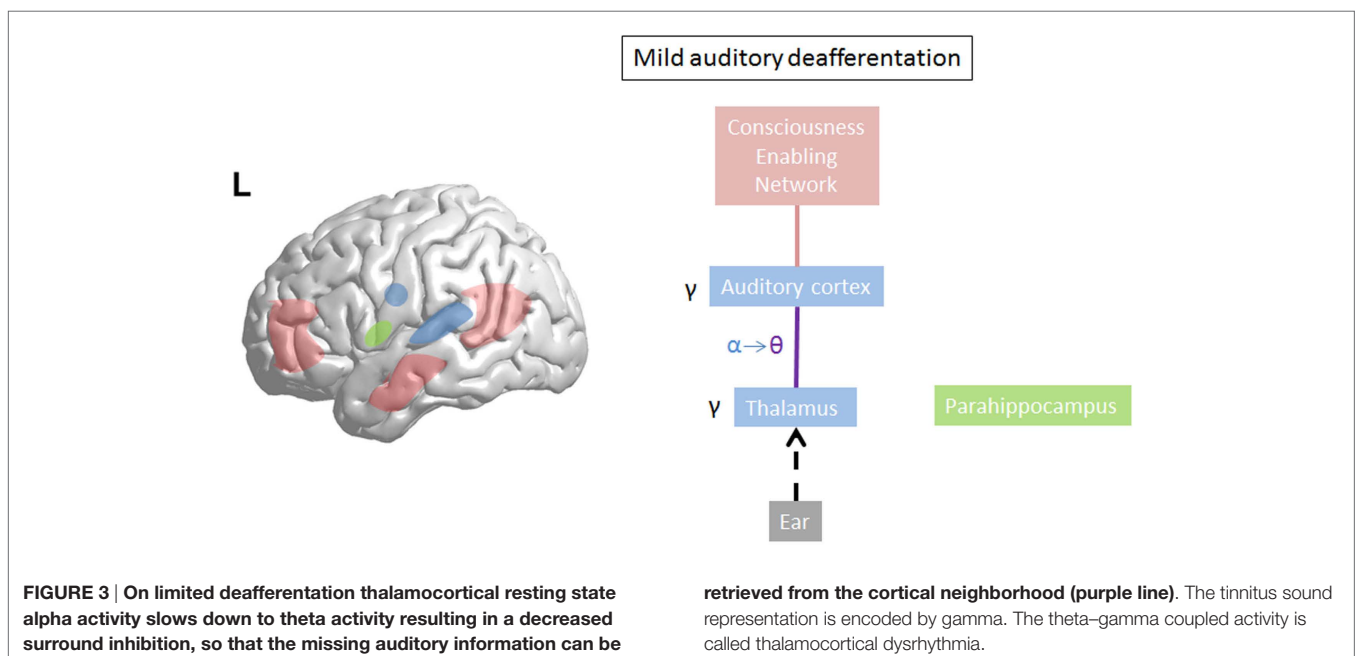 Mild auditory deafferentation
Consciousness
Enabling
Network
L
γ Auditory cortex
α→θ
γ Thalamus
Parahippocampus
Ear
FIGURE 3 | On limited deafferentation thalamocortical resting state
alpha activity slows down to theta activity resulting in a decreased
surround inhibition, so that the missing auditory information can be
retrieved from the cortical neighborhood (purple line). The tinnitus sound
representation is encoded by gamma. The theta–gamma coupled activity is
called thalamocortical dysrhythmia.